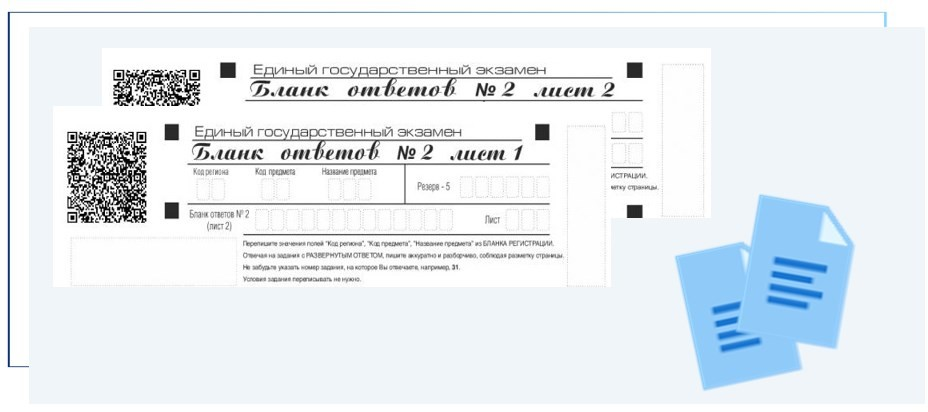 Единый государственный экзамен
Бланк ответов № 2 лист 2
ИСТРАЦИИ.
метку страницы.
Единый государственный экзамен
Бланк ответов № 2 лист 1
Код региона Код предмета Название предмета
Резерв - 5
Бланк ответов № 2 Лист
(лист 2)
Перепишите значения полей "Код региона", "Код предмета", "Название предмета" из БЛАНКА РЕГИСТРАЦИИ.
Отвечая на задания с РАЗВЕРНУТЫМ ОТВЕТОМ, пишите аккуратно и разборчиво, соблюдая разметку страницы.
Не забудьте указать номер задания, на которое Вы отвечаете, например, 31.
Условия задания переписывать не нужно.